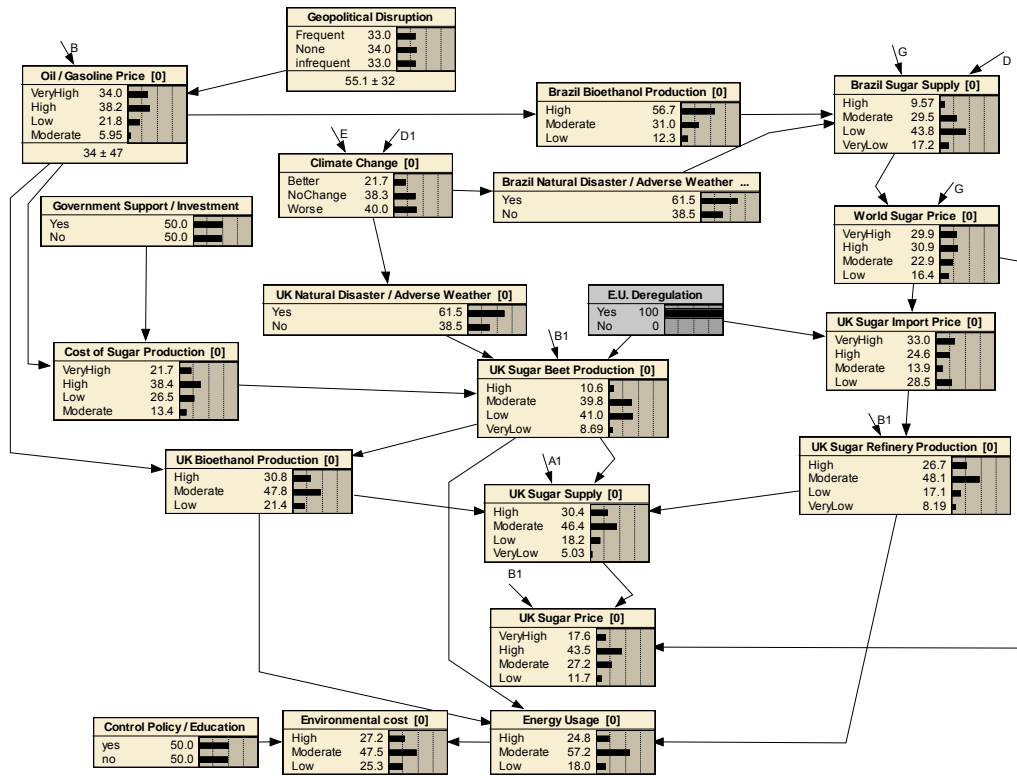 Geopolitical Disruption
Frequent 33.0
None 34.0
infrequent 33.0
55.1 ± 32
B
Oil / Gasoline Price [0]
VeryHigh 34.0
High 38.2
Low 21.8
Moderate 5.95
34 ± 47
G
D
Brazil Bioethanol Production [0]
High 56.7
Moderate 31.0
Low 12.3
Brazil Sugar Supply [0]
High 9.57
Moderate 29.5
Low 43.8
VeryLow 17.2
E
D1
Climate Change [0]
Better 21.7
NoChange 38.3
Worse 40.0
Brazil Natural Disaster / Adverse Weather ...
Yes 61.5
No 38.5
Government Support / Investment
Yes 50.0
No 50.0
G
World Sugar Price [0]
VeryHigh 29.9
High 30.9
Moderate 22.9
Low 16.4
UK Natural Disaster / Adverse Weather [0]
Yes 61.5
No 38.5
E.U. Deregulation
Yes 100
No 0
UK Sugar Import Price [0]
VeryHigh 33.0
High 24.6
Moderate 13.9
Low 28.5
Cost of Sugar Production [0]
VeryHigh 21.7
High 38.4
Low 26.5
Moderate 13.4
B1
UK Sugar Beet Production [0]
High 10.6
Moderate 39.8
Low 41.0
VeryLow 8.69
B1
UK Sugar Refinery Production [0]
High 26.7
Moderate 48.1
Low 17.1
VeryLow 8.19
UK Bioethanol Production [0]
High 30.8
Moderate 47.8
Low 21.4
A1
UK Sugar Supply [0]
High 30.4
Moderate 46.4
Low 18.2
VeryLow 5.03
B1
UK Sugar Price [0]
VeryHigh 17.6
High 43.5
Moderate 27.2
Low 11.7
Control Policy / Education
yes 50.0
no 50.0
Environmental cost [0]
High 27.2
Moderate 47.5
Low 25.3
Energy Usage [0]
High 24.8
Moderate 57.2
Low 18.0